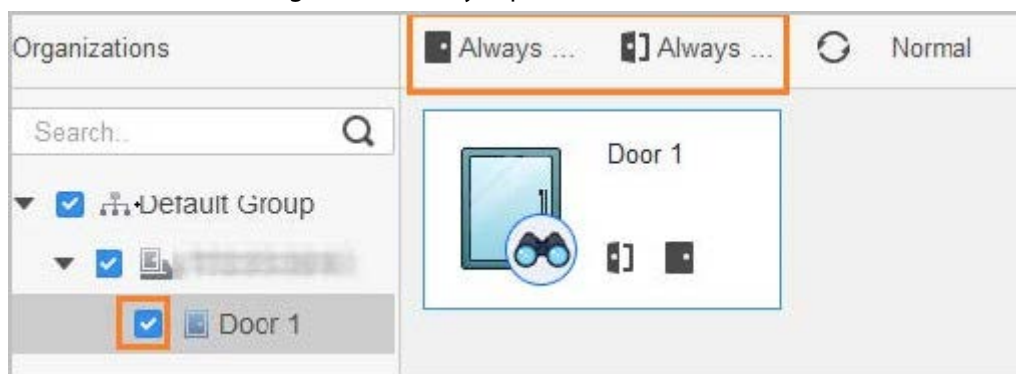 Organizations
Always ... Always ... Normal
Search..
Door 1
Default Group
Door 1